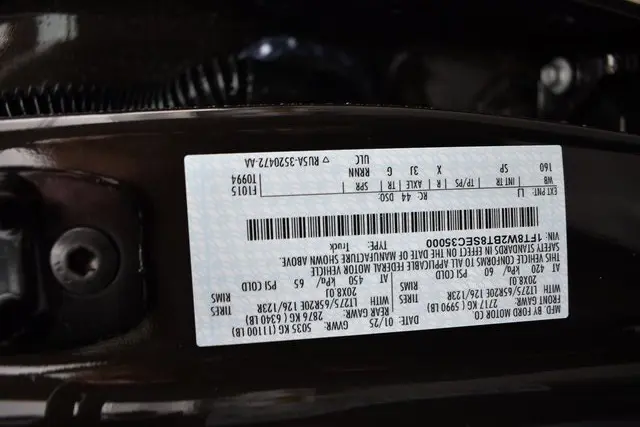 MFD BY FORD MOTOR CO
DATE: 01/25 GVWR: 5035 KG (11100 LB)
FRONT GAWR: 2717 KG ( 5990 LB) REAR GAWR: 2876 KG ( 6340 LB)
TIRES WITH LT275/65R20E 126/123R TIRES WITH LT275/65R20E 126/123R
20X8.0J 20X8.0J
420 kPa/ 60 PSI COLD 450 kPa/ 65 PSI COLD
THIS VEHICLE CONFORMS TO ALL APPLICABLE FEDERAL MOTOR VEHICLE
SAFETY STANDARDS IN EFFECT ON THE DATE OF MANUFACTURE SHOWN ABOVE.
VIN: 1FT8W2BT8SEC35000 TYPE: Truck
EXT PNT: LJ RC: 44 DSO: F1015
WB INT TR TP/PS R AXLE TR SPR T0994
160 SP X 3J G RRNN
ULC
▽ RU5A-3520472-AA